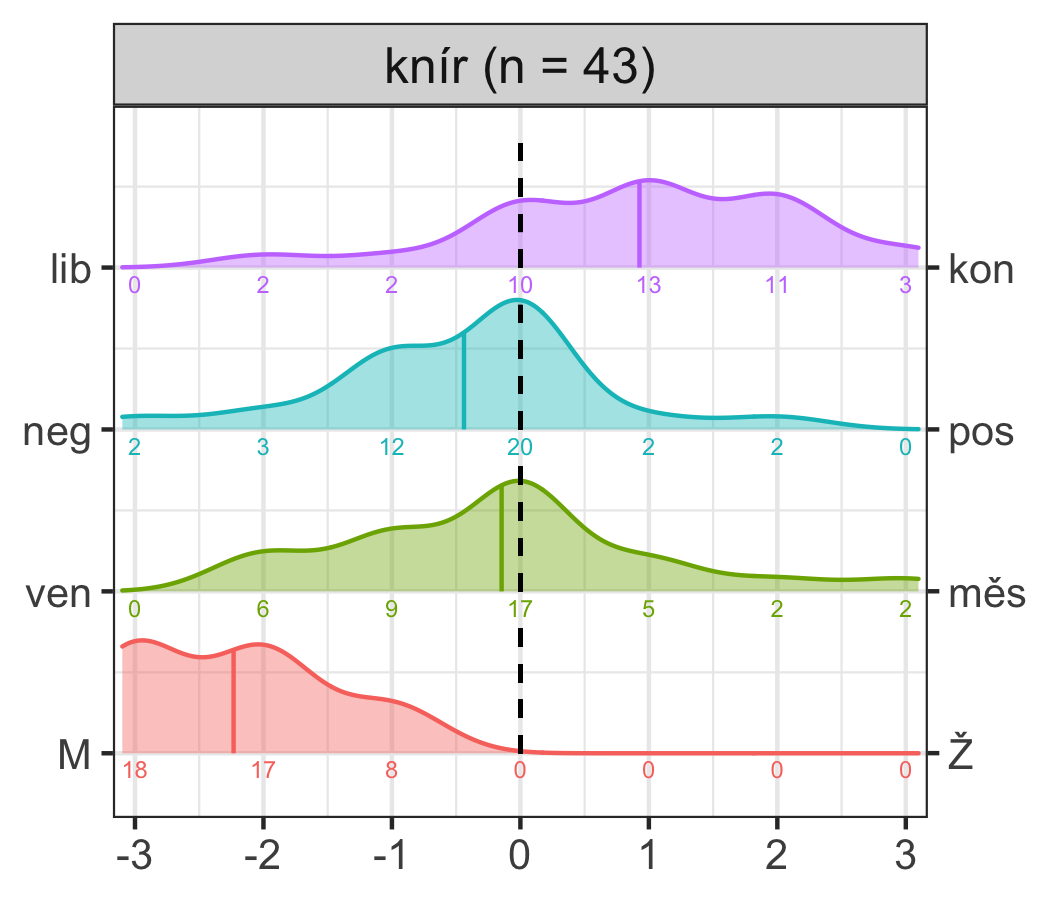 knír (n = 43)
lib kon
0 2 2 10 13 11 3
neg pos
2 3 12 20 2 2 0
ven měs
0 6 9 17 5 2 2
M Ž
18 17 8 0 0 0 0
-3 -2 -1 0 1 2 3